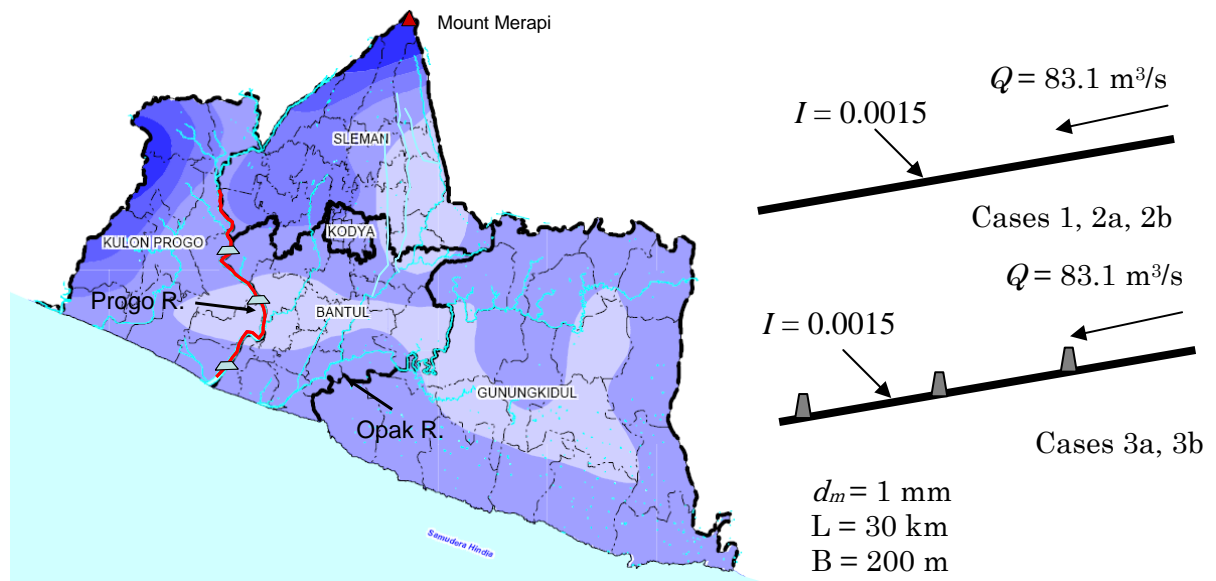 Mount Merapi
SLEMAN
KULON PROGO
KODYA
Progo R.
BANTUL
GUNUNGKIDUL
Opak R.
Samudera Hindia
Q = 83.1 m³/s
I = 0.0015
Cases 1, 2a, 2b
Q = 83.1 m³/s
I = 0.0015
Cases 3a, 3b
dₘ = 1 mm
L = 30 km
B = 200 m